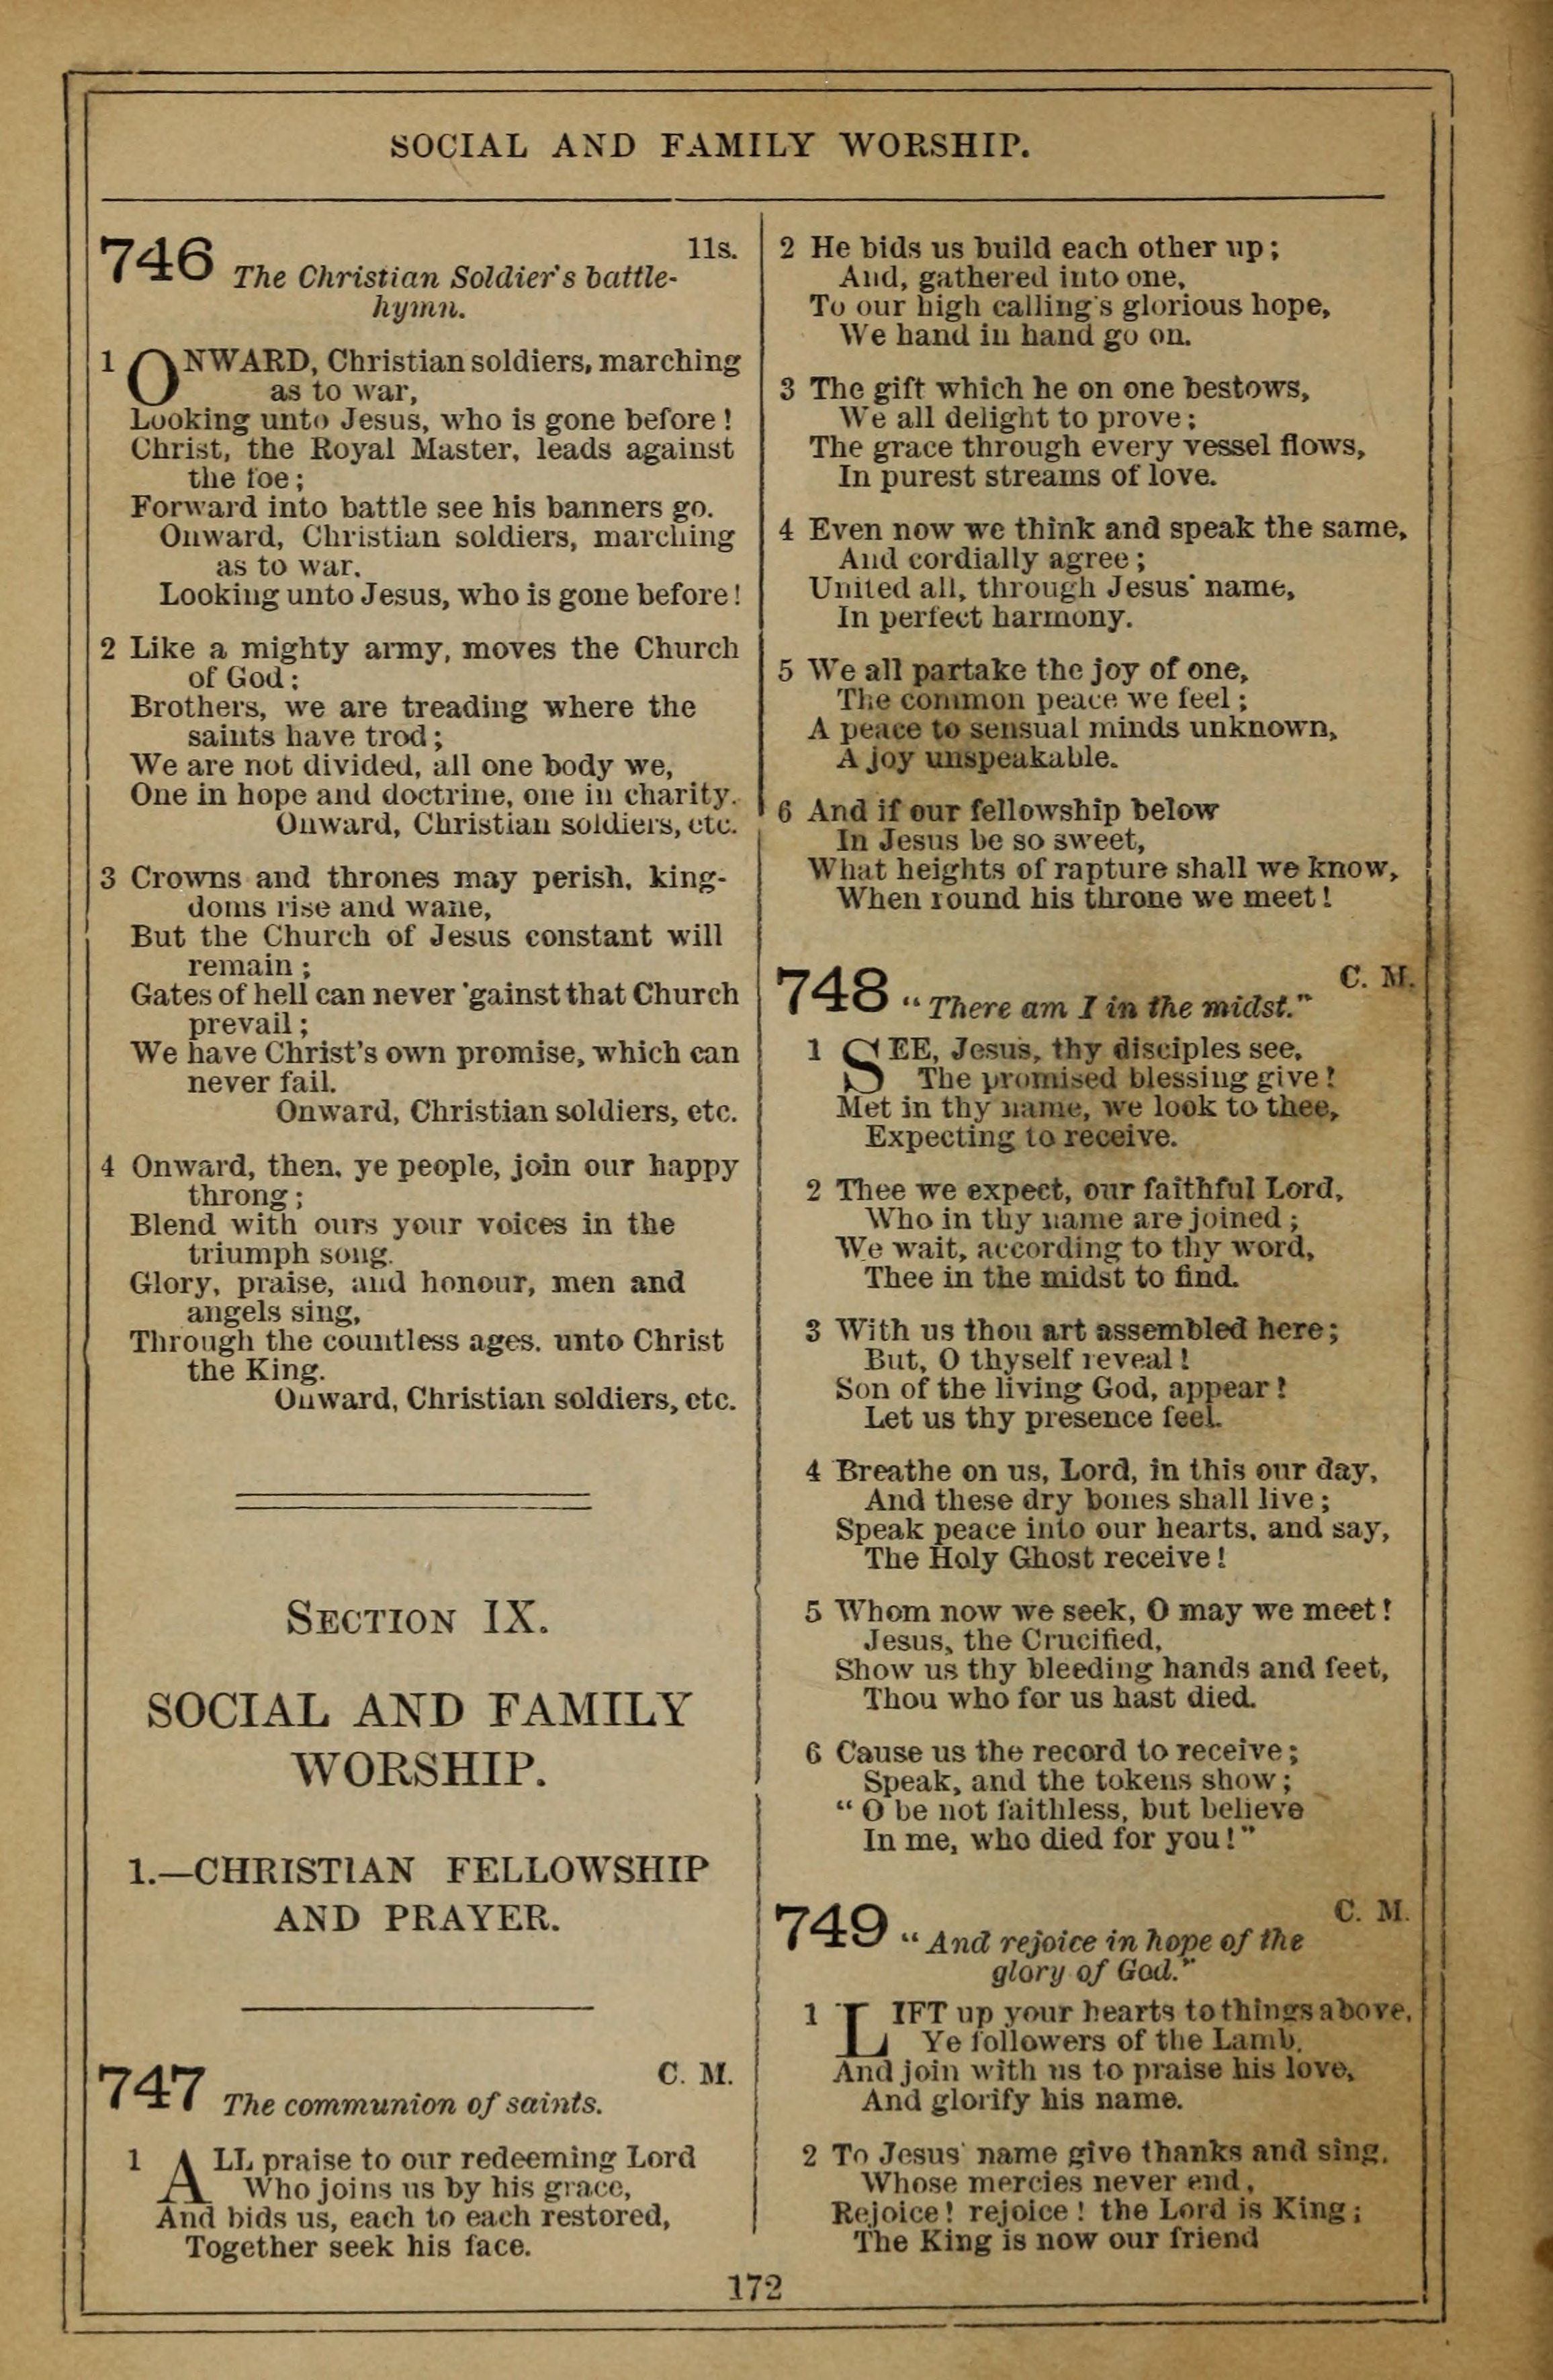 SOCIAL AND FAMILY WORSHIP.
746 11s.
The Christian Soldier's battle-
hymn.
1 ONWARD, Christian soldiers, marching
as to war,
Looking unto Jesus, who is gone before!
Christ, the Royal Master, leads against
the foe;
Forward into battle see his banners go.
Onward, Christian soldiers, marching
as to war.
Looking unto Jesus, who is gone before!
2 Like a mighty army, moves the Church
of God:
Brothers, we are treading where the
saints have trod;
We are not divided, all one body we,
One in hope and doctrine, one in charity.
Onward, Christian soldiers, etc.
3 Crowns and thrones may perish, king-
doms rise and wane,
But the Church of Jesus constant will
remain;
Gates of hell can never 'gainst that Church
prevail;
We have Christ's own promise, which can
never fail.
Onward, Christian soldiers, etc.
4 Onward, then, ye people, join our happy
throng;
Blend with ours your voices in the
triumph song.
Glory, praise, and honour, men and
angels sing,
Through the countless ages, unto Christ
the King.
Onward, Christian soldiers, etc.
SECTION IX.
SOCIAL AND FAMILY
WORSHIP.
1.—CHRISTIAN FELLOWSHIP
AND PRAYER.
747 C. M.
The communion of saints.
1 ALL praise to our redeeming Lord
Who joins us by his grace,
And bids us, each to each restored,
Together seek his face.
2 He bids us build each other up;
And, gathered into one,
To our high calling's glorious hope,
We hand in hand go on.
3 The gift which he on one bestows,
We all delight to prove;
The grace through every vessel flows,
In purest streams of love.
4 Even now we think and speak the same,
And cordially agree;
United all, through Jesus' name,
In perfect harmony.
5 We all partake the joy of one,
The common peace we feel;
A peace to sensual minds unknown,
A joy unspeakable.
6 And if our fellowship below
In Jesus be so sweet,
What heights of rapture shall we know,
When round his throne we meet!
748 C. M.
"There am I in the midst."
1 SEE, Jesus, thy disciples see,
The promised blessing give!
Met in thy name, we look to thee,
Expecting to receive.
2 Thee we expect, our faithful Lord,
Who in thy name are joined;
We wait, according to thy word,
Thee in the midst to find.
3 With us thou art assembled here;
But, O thyself reveal!
Son of the living God, appear!
Let us thy presence feel.
4 Breathe on us, Lord, in this our day,
And these dry bones shall live;
Speak peace into our hearts, and say,
The Holy Ghost receive!
5 Whom now we seek, O may we meet!
Jesus, the Crucified,
Show us thy bleeding hands and feet,
Thou who for us hast died.
6 Cause us the record to receive;
Speak, and the tokens show;
"O be not faithless, but believe
In me, who died for you!"
749 C. M.
"And rejoice in hope of the
glory of God."
1 LIFT up your hearts to things above,
Ye followers of the Lamb,
And join with us to praise his love,
And glorify his name.
2 To Jesus' name give thanks and sing,
Whose mercies never end,
Rejoice! rejoice! the Lord is King;
The King is now our friend
172